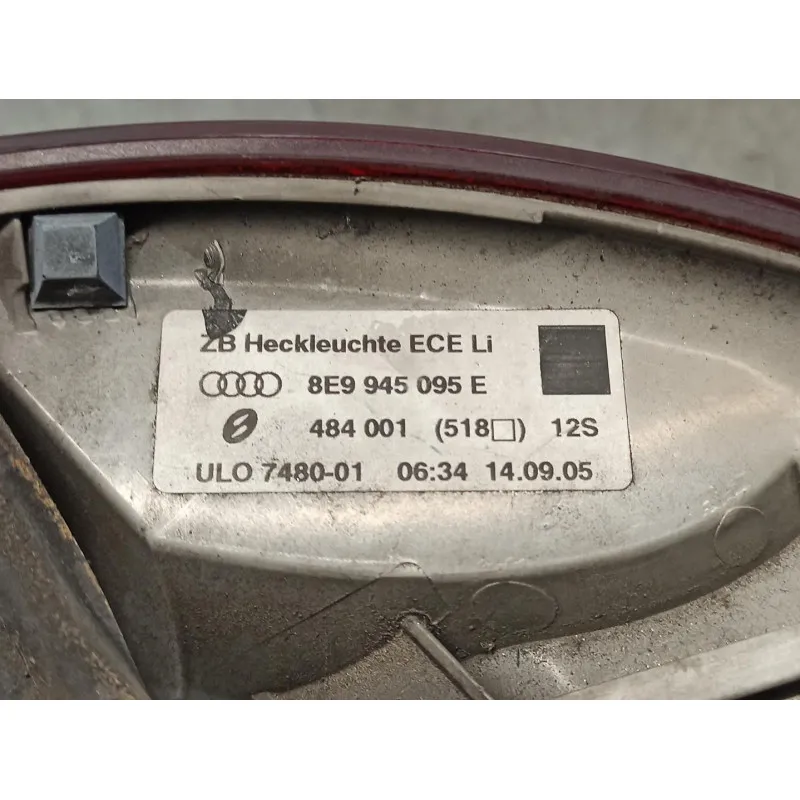 ZB Heckleuchte ECE Li
8E9 945 095 E
484 001 (518□) 12S
ULO 7480-01 06:34 14.09.05